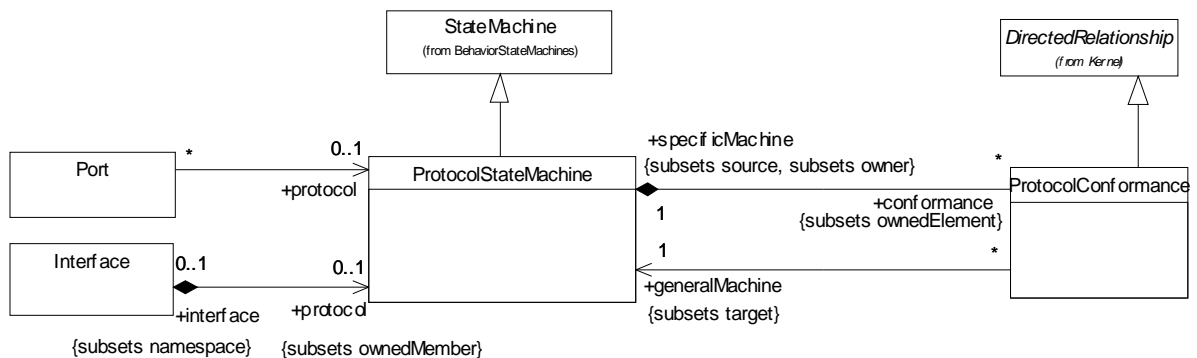 StateMachine
(from BehaviorStateMachines)
DirectedRelationship
(from Kernel)
Port
*
0..1
+protocol
ProtocolStateMachine
+specificMachine
{subsets source, subsets owner}
*
ProtocolConformance
+conformance
{subsets ownedElement}
1
Interface
0..1
0..1
+interface
+protocol
{subsets namespace}
{subsets ownedMember}
1
*
+generalMachine
{subsets target}